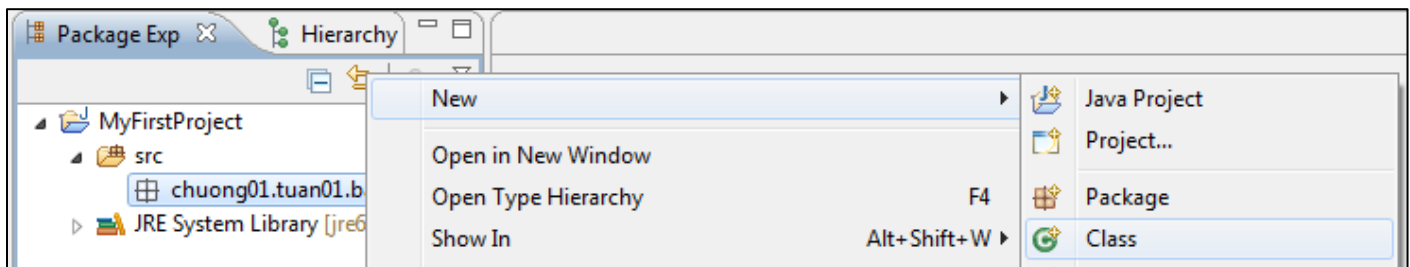 Package Exp Hierarchy
New
Java Project
MyFirstProject
Project...
src
Open in New Window
chuong01.tuan01.b
Open Type Hierarchy F4
Package
JRE System Library [jre6
Show In Alt+Shift+W
Class